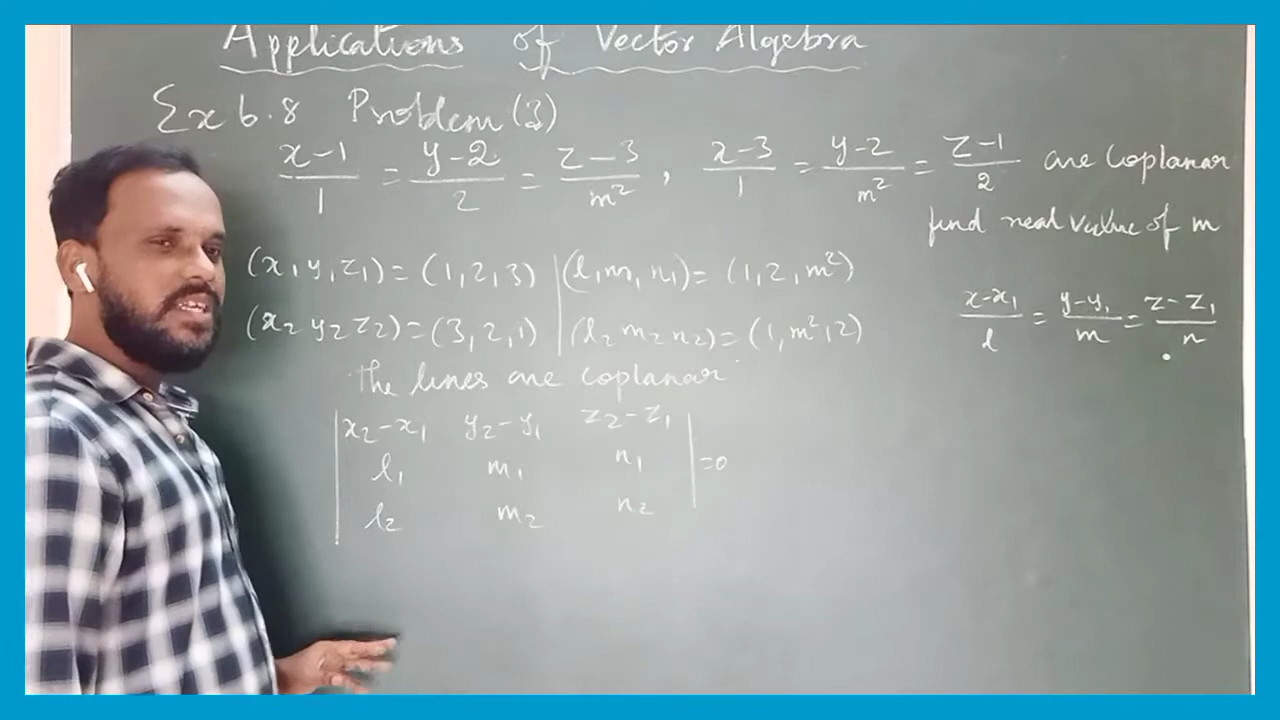 Applications of Vector Algebra
Ex 6.8 Problem (3)
x-1/1 = y-2/2 = z-3/m², x-3/1 = y-2/m² = z-1/2 are coplanar
find real value of m
(x₁ y₁ z₁) = (1, 2, 3) | (l₁ m₁ n₁) = (1, 2, m²)
(x₂ y₂ z₂) = (3, 2, 1) | (l₂ m₂ n₂) = (1, m², 2)
x-x₁/l = y-y₁/m = z-z₁/n
The lines are coplanar
| x₂-x₁ y₂-y₁ z₂-z₁ |
| l₁ m₁ n₁ | =0
| l₂ m₂ n₂ |